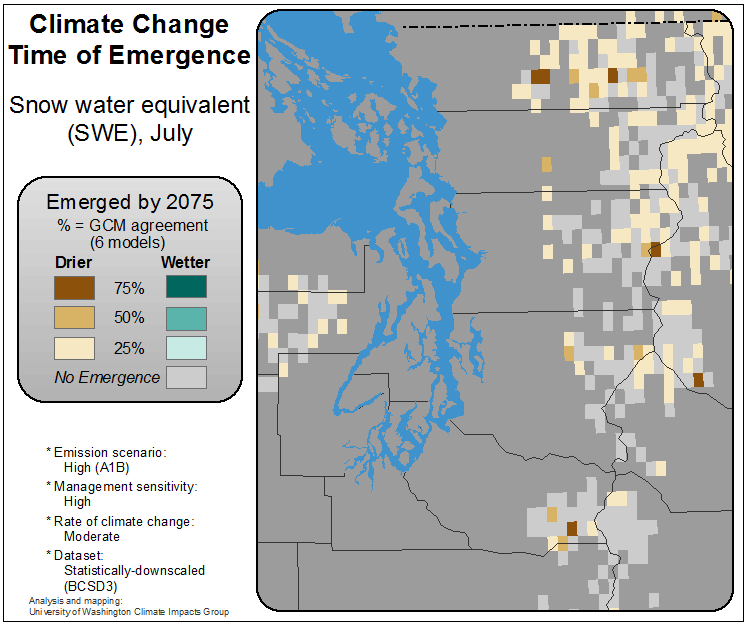 Climate Change
Time of Emergence
Snow water equivalent
(SWE), July
Emerged by 2075
% = GCM agreement
(6 models)
Drier Wetter
75%
50%
25%
No Emergence
* Emission scenario:
High (A1B)
* Management sensitivity:
High
* Rate of climate change:
Moderate
* Dataset:
Statistically-downscaled
(BCSD3)
Analysis and mapping:
University of Washington Climate Impacts Group